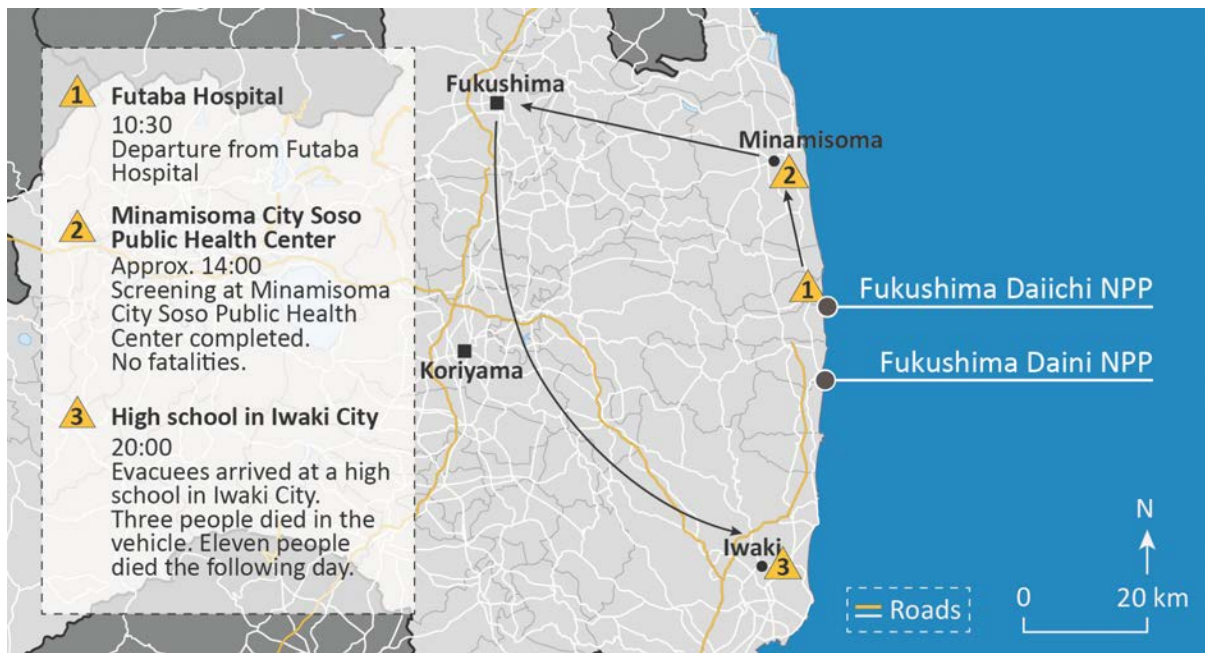 1
Futaba Hospital
10:30
Departure from Futaba
Hospital
2
Minamisoma City Soso
Public Health Center
Approx. 14:00
Screening at Minamisoma
City Soso Public Health
Center completed.
No fatalities.
3
High school in Iwaki City
20:00
Evacuees arrived at a high
school in Iwaki City.
Three people died in the
vehicle. Eleven people
died the following day.
Fukushima
Minamisoma
2
1
Fukushima Daiichi NPP
Koriyama
Fukushima Daini NPP
Iwaki
3
N
Roads
0 20 km